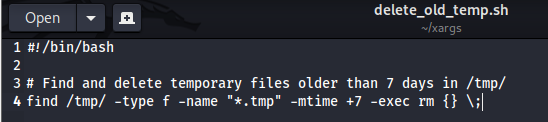 Open
delete_old_temp.sh
~/xargs
1 #!/bin/bash
2
3 # Find and delete temporary files older than 7 days in /tmp/
4 find /tmp/ -type f -name "*.tmp" -mtime +7 -exec rm {} \;